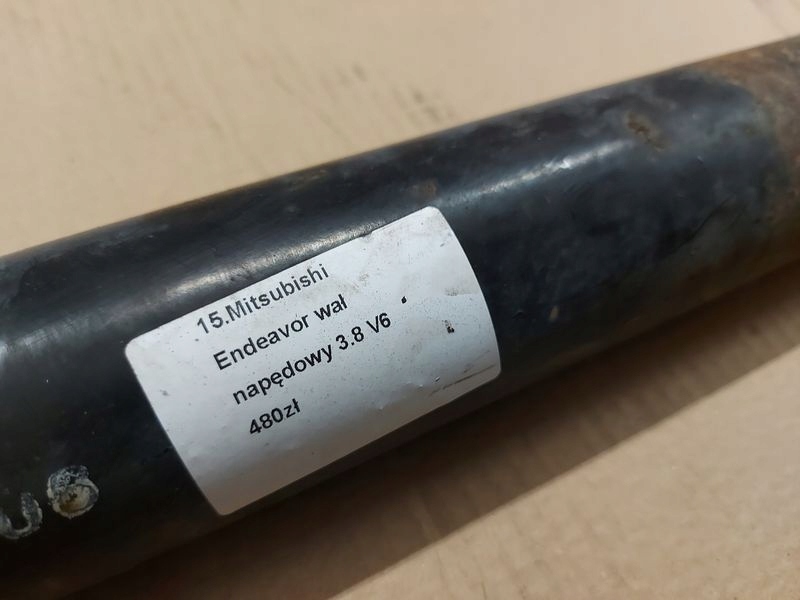 15.Mitsubishi
Endeavor wał
napędowy 3.8 V6
480zł